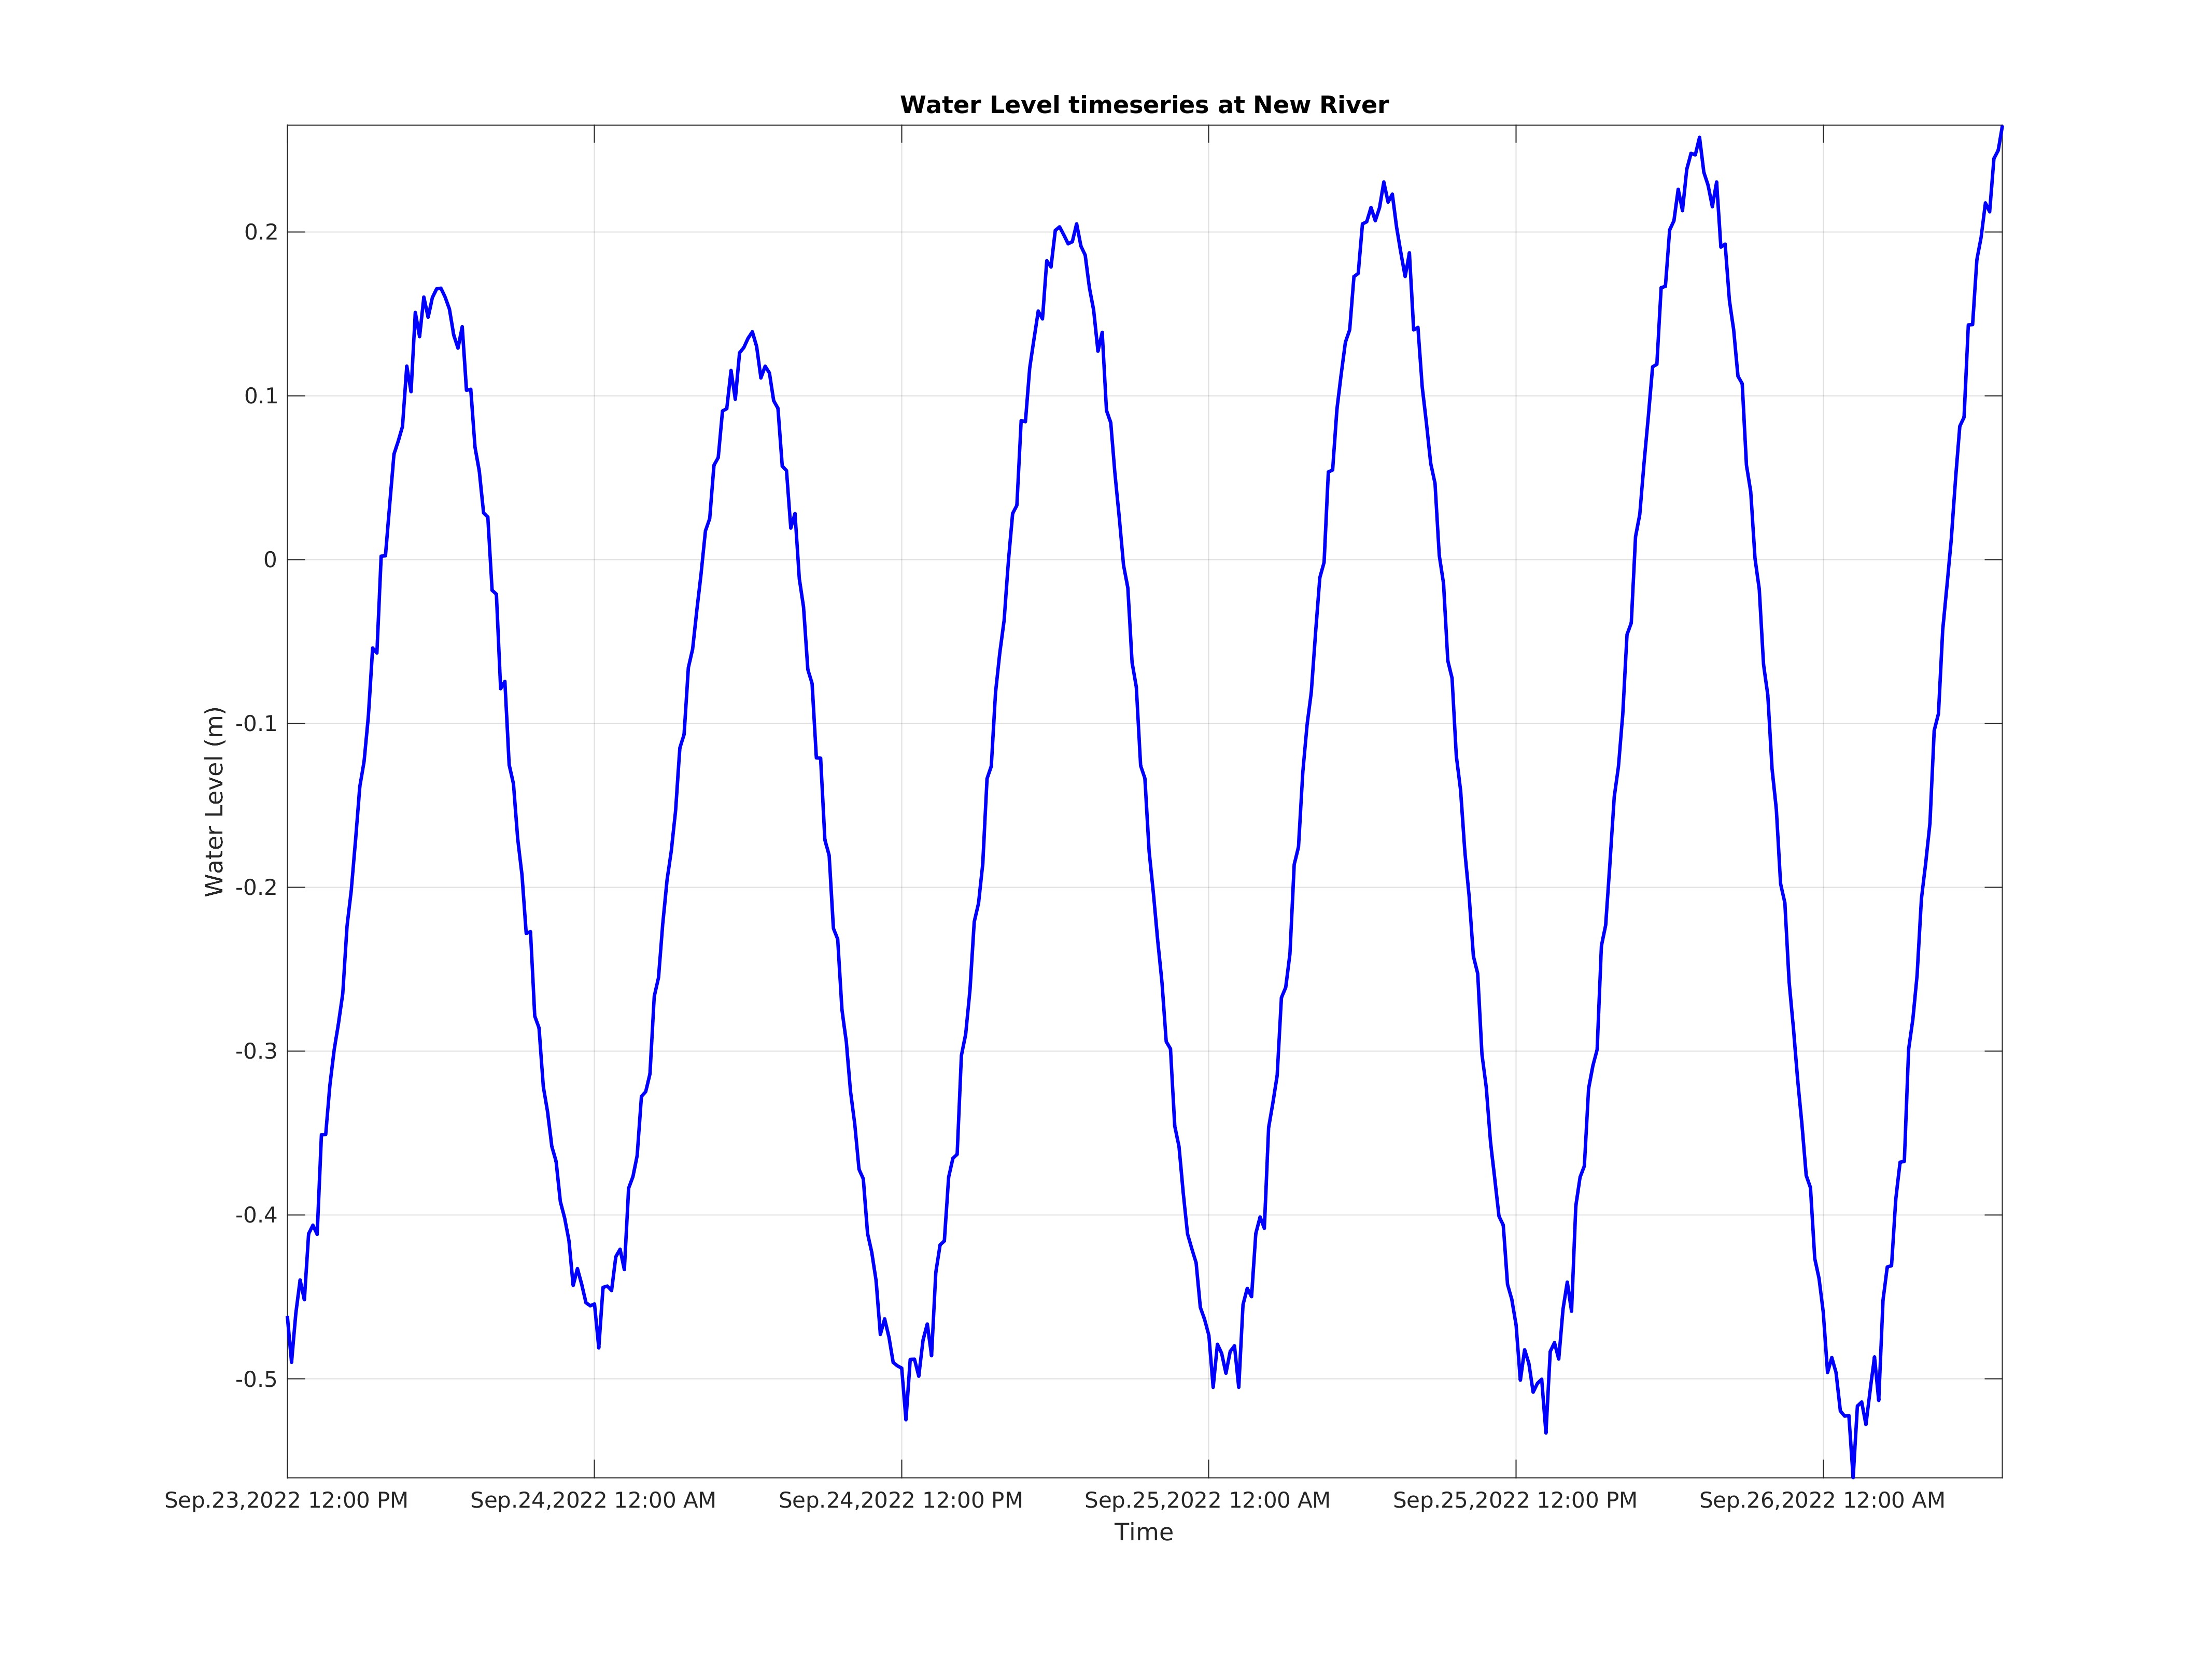 Water Level timeseries at New River
Water Level (m)
0.2
0.1
0
-0.1
-0.2
-0.3
-0.4
-0.5
Sep.23,2022 12:00 PM
Sep.24,2022 12:00 AM
Sep.24,2022 12:00 PM
Sep.25,2022 12:00 AM
Sep.25,2022 12:00 PM
Sep.26,2022 12:00 AM
Time